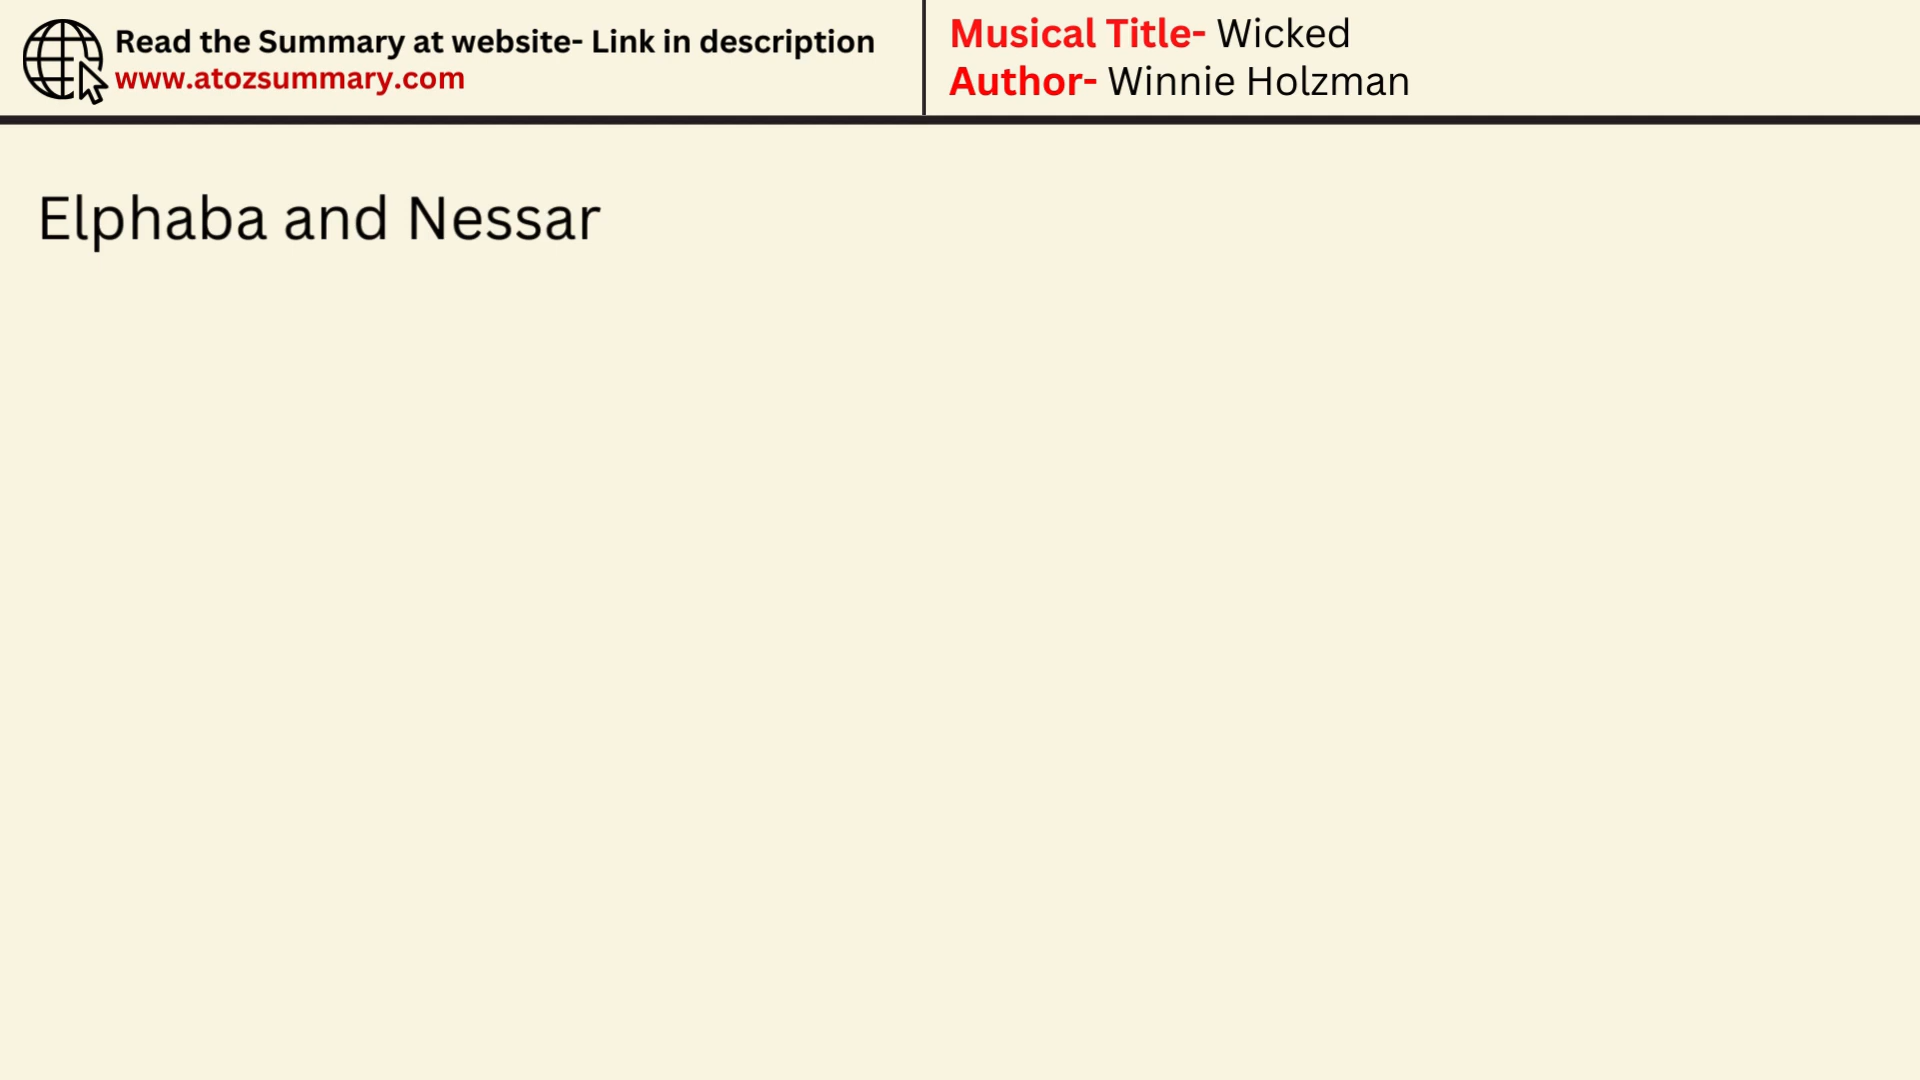 Read the Summary at website- Link in description
www.atozsummary.com
Musical Title- Wicked
Author- Winnie Holzman
Elphaba and Nessar